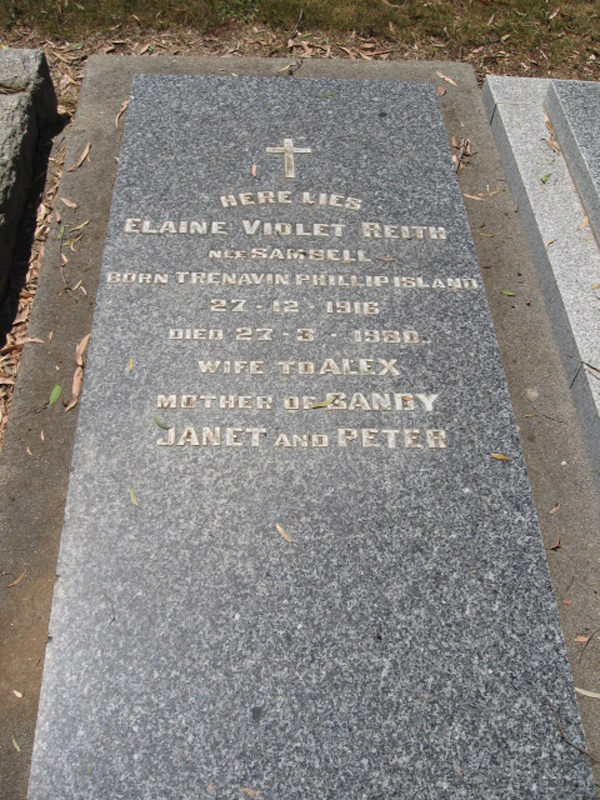 HERE LIES
ELAINE VIOLET REITH
NEE SAMBELL
BORN TRENAVIN PHILLIP ISLAND
27 - 12 - 1916
DIED 27 - 3 - 1980.
WIFE TO ALEX
MOTHER OF SANDY
JANET AND PETER